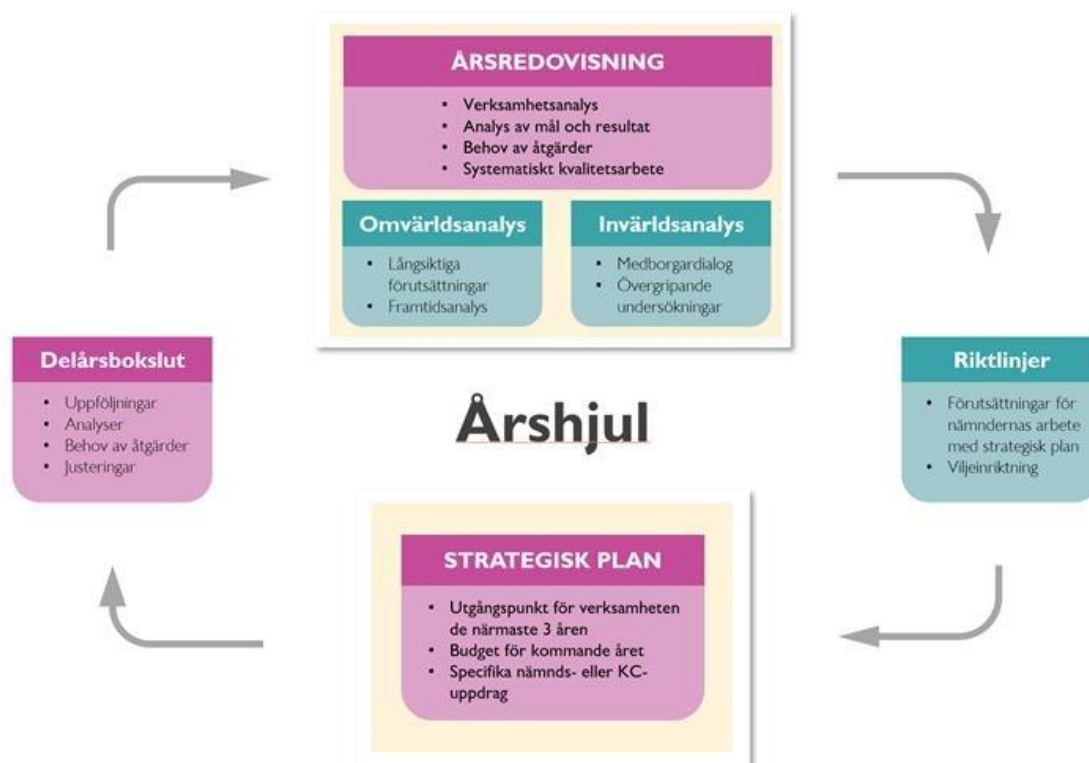 ÅRSREDOVISNING
• Verksamhetsanalys
• Analys av mål och resultat
• Behov av åtgärder
• Systematiskt kvalitetsarbete
Omvärldsanalys
• Långsiktiga
förutsättningar
• Framtidsanalys
Invärldsanalys
• Medborgardialog
• Övergripande
undersökningar
Delårsbokslut
• Uppföljningar
• Analyser
• Behov av åtgärder
• Justeringar
Årshjul
Riktlinjer
• Förutsättningar för
nämndernas arbete
med strategisk plan
• Viljeinriktning
STRATEGISK PLAN
• Utgångspunkt för verksamheten
de närmaste 3 åren
• Budget för kommande året
• Specifika nämnds- eller KC-
uppdrag